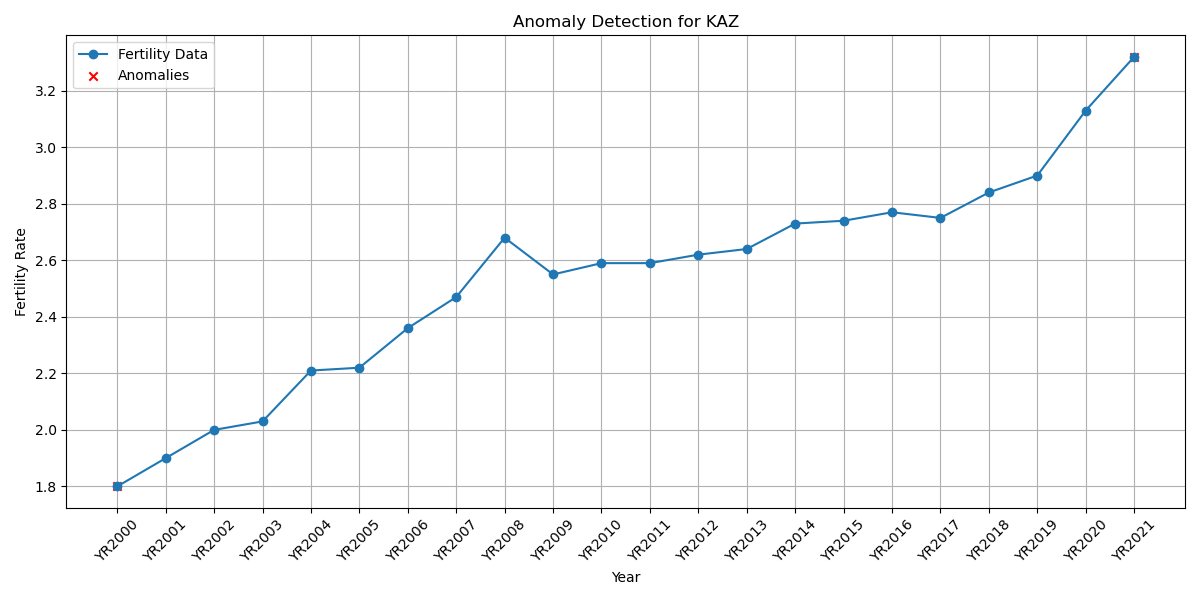 Anomaly Detection for KAZ
Fertility Data
Anomalies
Fertility Rate
3.2
3.0
2.8
2.6
2.4
2.2
2.0
1.8
YR2000
YR2001
YR2002
YR2003
YR2004
YR2005
YR2006
YR2007
YR2008
YR2009
YR2010
YR2011
YR2012
YR2013
YR2014
YR2015
YR2016
YR2017
YR2018
YR2019
YR2020
YR2021
Year